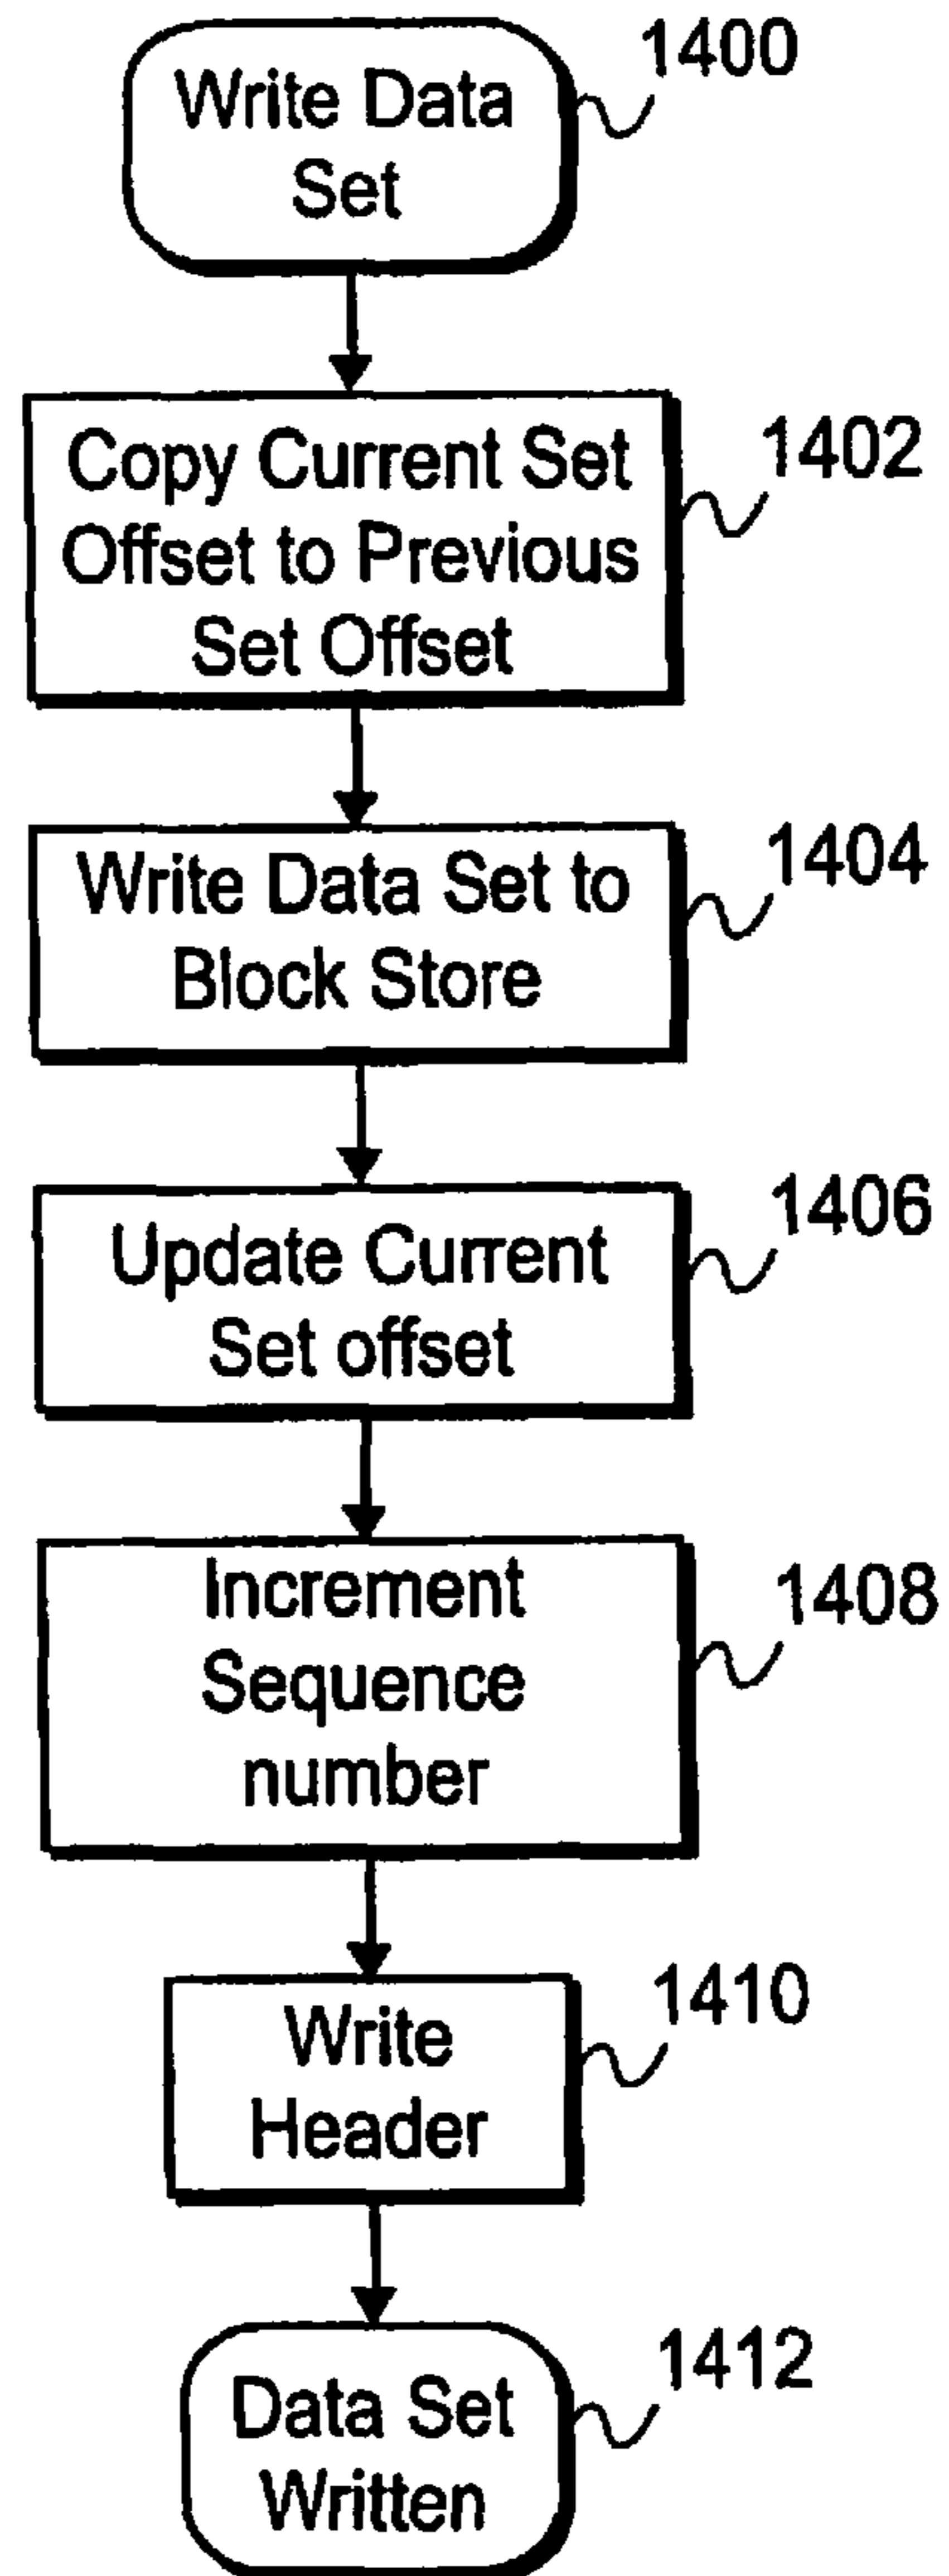 1400
Write Data
Set
1402
Copy Current Set
Offset to Previous
Set Offset
1404
Write Data Set to
Block Store
1406
Update Current
Set offset
1408
Increment
Sequence
number
1410
Write
Header
1412
Data Set
Written